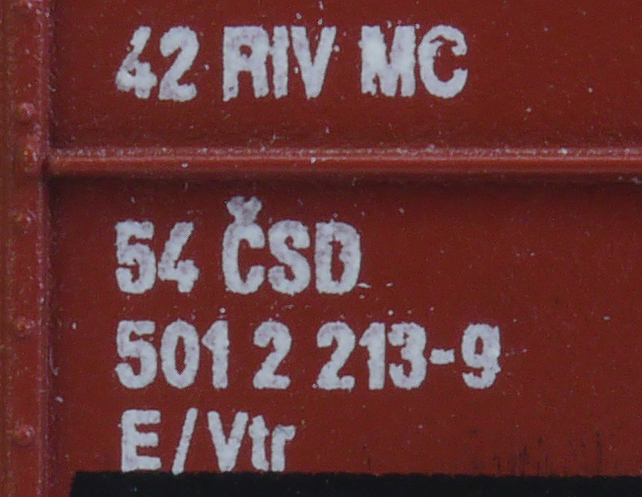 42 RIV MC
54 ČSD
501 2 213-9
E/Vtr